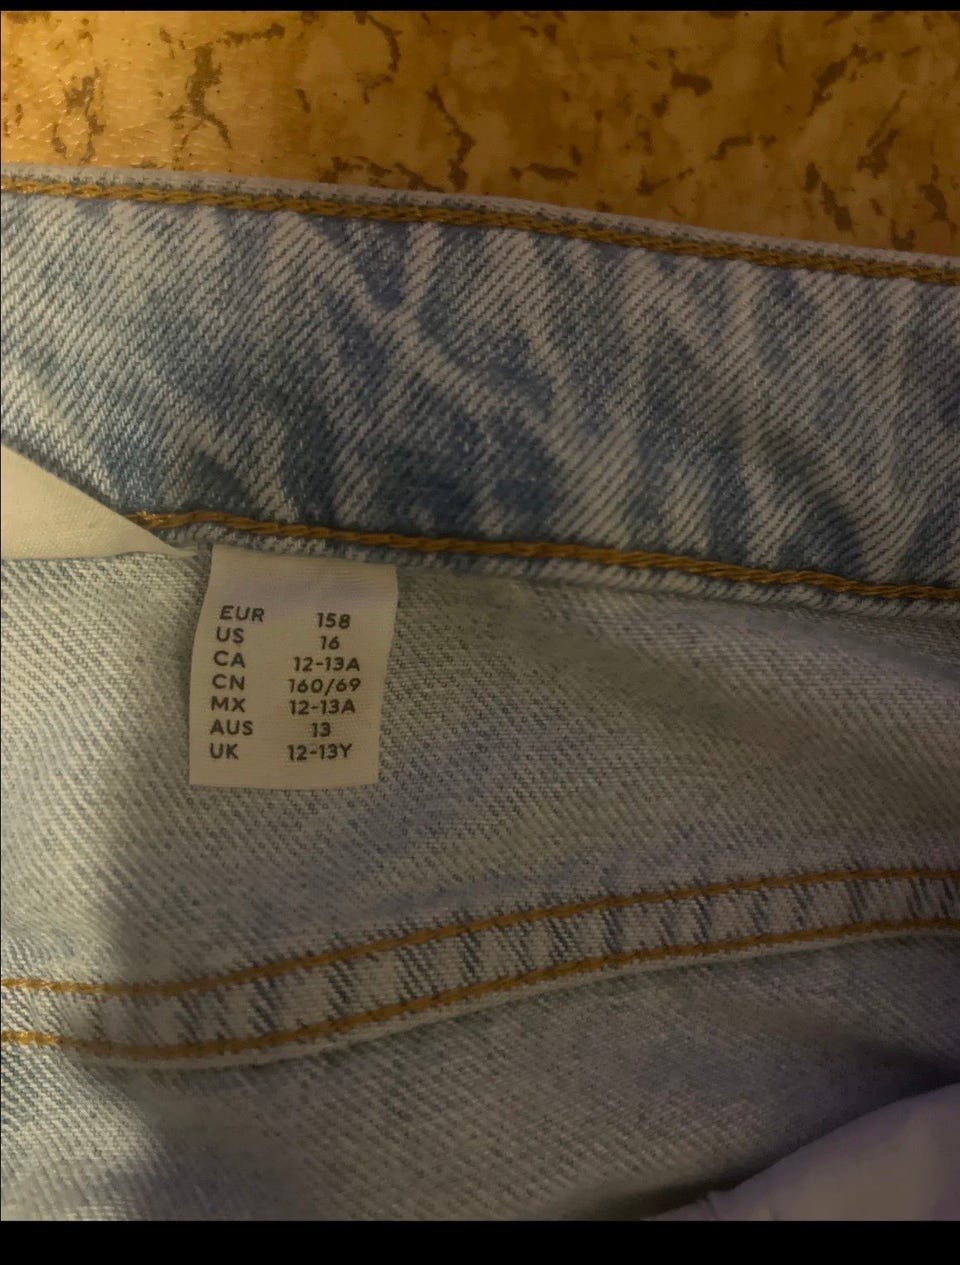 EUR 158
US 16
CA 12-13A
CN 160/69
MX 12-13A
AUS 13
UK 12-13Y